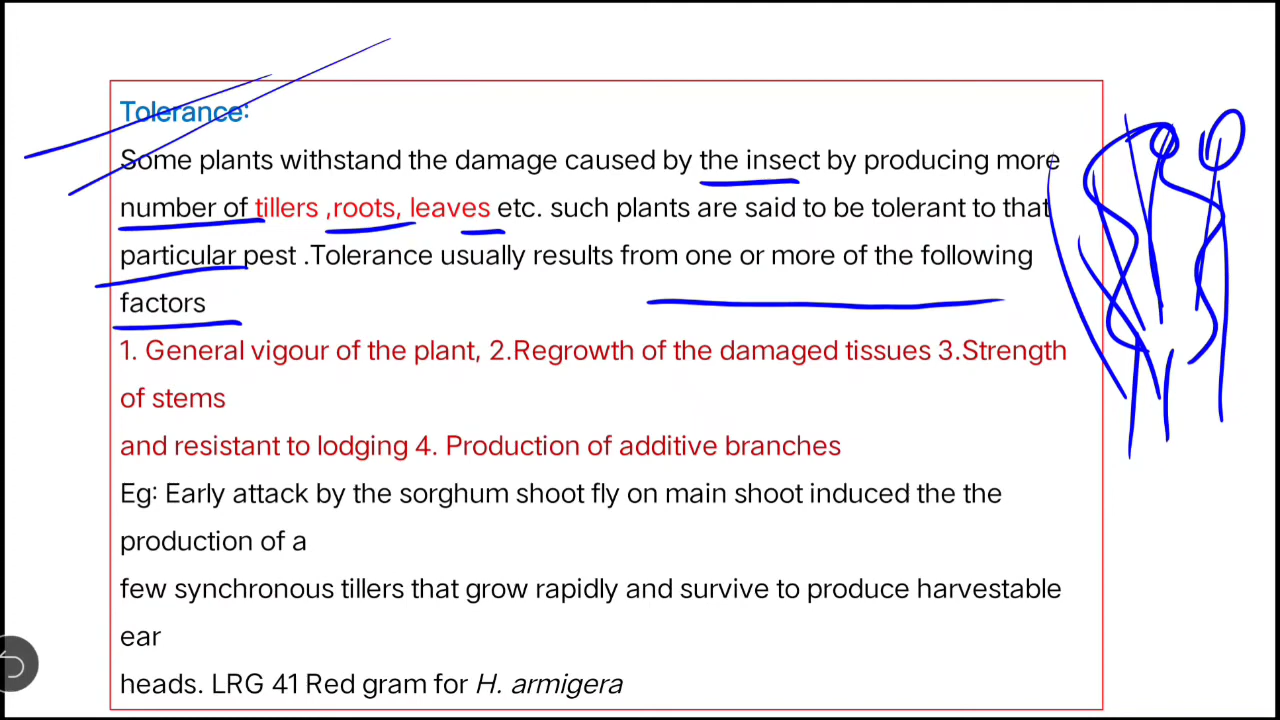 Tolerance:
Some plants withstand the damage caused by the insect by producing more
number of tillers ,roots, leaves etc. such plants are said to be tolerant to that
particular pest .Tolerance usually results from one or more of the following
factors
1. General vigour of the plant, 2.Regrowth of the damaged tissues 3.Strength
of stems
and resistant to lodging 4. Production of additive branches
Eg: Early attack by the sorghum shoot fly on main shoot induced the the
production of a
few synchronous tillers that grow rapidly and survive to produce harvestable
ear
heads. LRG 41 Red gram for H. armigera